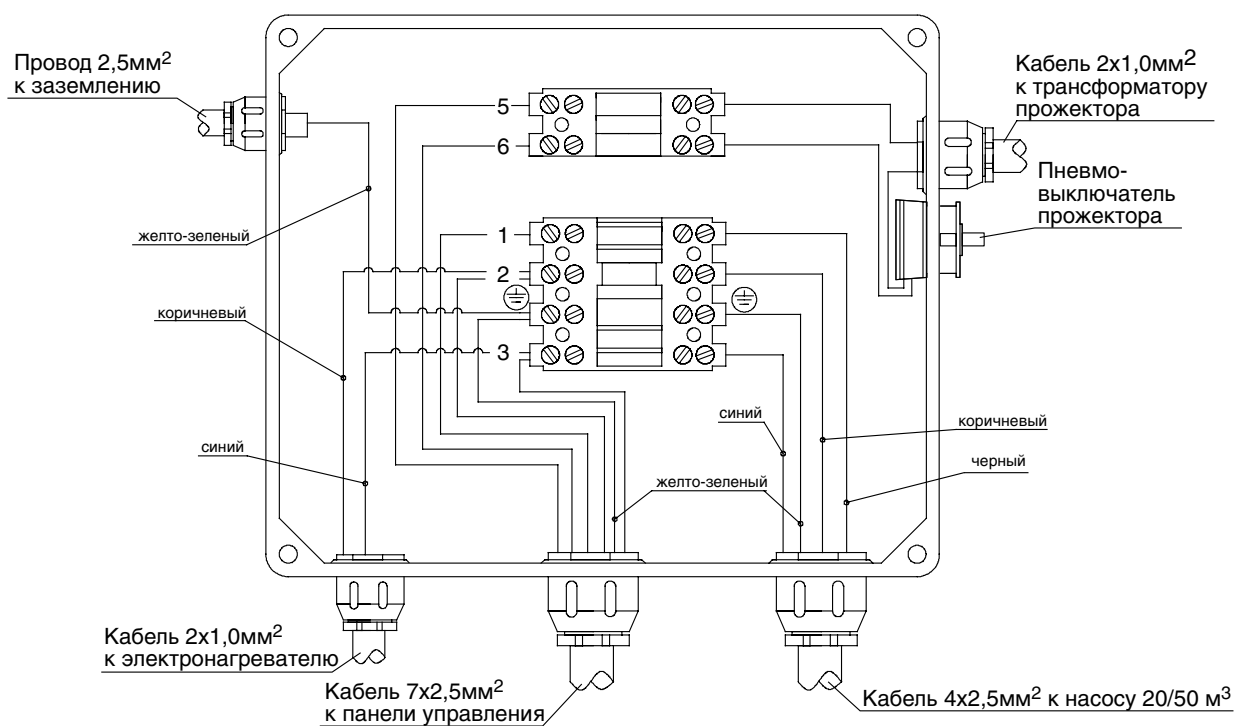 Провод 2,5мм²
к заземлению
Кабель 2х1,0мм²
к трансформатору
прожектора
Пневмо-
выключатель
прожектора
5
6
желто-зеленый
1
2
3
коричневый
синий
синий
коричневый
черный
желто-зеленый
Кабель 2х1,0мм²
к электронагревателю
Кабель 7х2,5мм²
к панели управления
Кабель 4х2,5мм² к насосу 20/50 м³